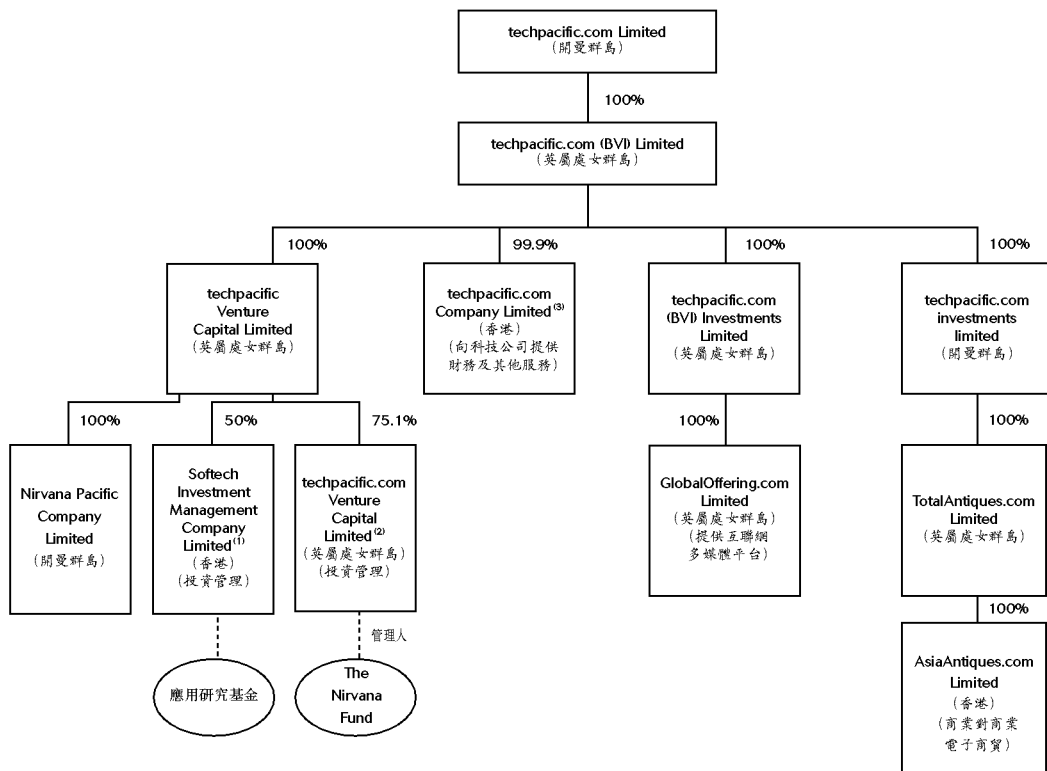 techpacific.com Limited
(開曼群島)
100%
techpacific.com (BVI) Limited
(英屬處女群島)
100%
99.9%
100%
100%
techpacific
Venture
Capital Limited
(英屬處女群島)
techpacific.com
Company Limited(3)
(香港)
(向科技公司提供
財務及其他服務)
techpacific.com
(BVI) Investments
Limited
(英屬處女群島)
techpacific.com
investments
limited
(開曼群島)
100%
50%
75.1%
100%
100%
Nirvana Pacific
Company
Limited
(開曼群島)
Softech
Investment
Management
Company
Limited(1)
(香港)
(投資管理)
techpacific.com
Venture
Capital
Limited(2)
(英屬處女群島)
(投資管理)
GlobalOffering.com
Limited
(英屬處女群島)
(提供互聯網
多媒體平台)
TotalAntiques.com
Limited
(英屬處女群島)
管理人
100%
應用研究基金
The
Nirvana
Fund
AsiaAntiques.com
Limited
(香港)
(商業對商業
電子商貿)